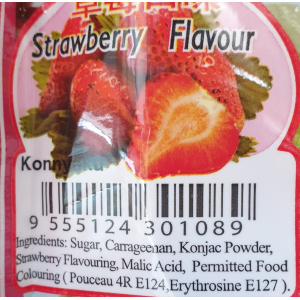 Strawberry Flavour
Konny
9 555124 301089
Ingredients: Sugar, Carrageenan, Konjac Powder,
Strawberry Flavouring, Malic Acid, Permitted Food
Colouring ( Pouceau 4R E124,Erythrosine E127 ).